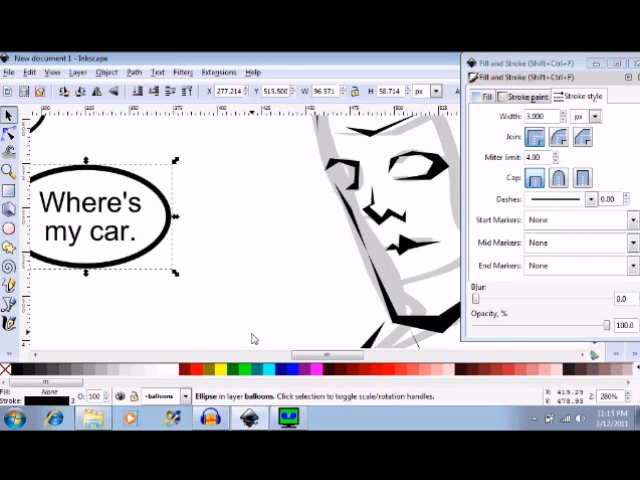 New document 1 - Inkscape
File Edit View Layer Object Path Text Filters Extensions Help
X 277.214 Y 515.500 W 96.571 H 58.714 px
Fill and Stroke (Shift+Ctrl+F)
Fill and Stroke (Shift+Ctrl+F)
Fill Stroke paint Stroke style
Width: 3.000 px
Join:
Miter limit: 4.00
Cap:
Dashes: 0.00
Start Markers: None
Mid Markers: None
End Markers: None
Blur:
0.0
Opacity, %
100.0
Where's
my car.
Fill: None
Stroke: 3
O: 100
balloons
Ellipse in layer balloons. Click selection to toggle scale/rotation handles.
X: 419.29
Y: 678.93
Z: 280%
11:13 PM
3/12/2011